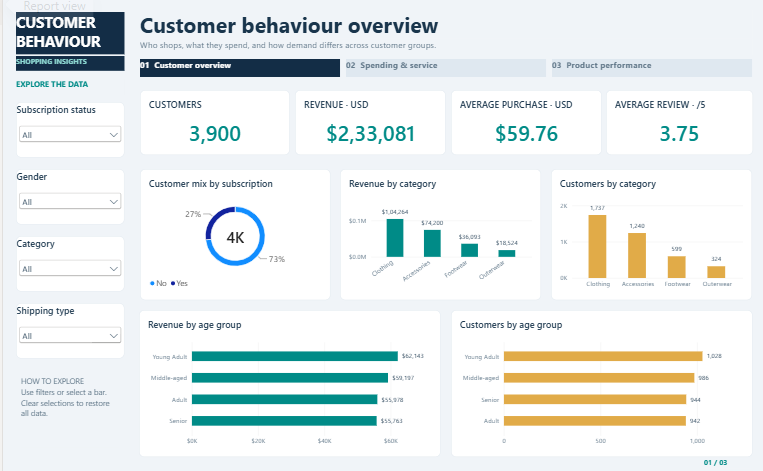 Report view
CUSTOMER
BEHAVIOUR
SHOPPING INSIGHTS
EXPLORE THE DATA
Subscription status
All
Gender
All
Category
All
Shipping type
All
HOW TO EXPLORE
Use filters or select a bar.
Clear selections to restore
all data.
Customer behaviour overview
Who shops, what they spend, and how demand differs across customer groups.
01 Customer overview
02 Spending & service
03 Product performance
CUSTOMERS
3,900
REVENUE · USD
$2,33,081
AVERAGE PURCHASE · USD
$59.76
AVERAGE REVIEW · /5
3.75
Customer mix by subscription
27%
4K
73%
No Yes
Revenue by category
$0.1M
$0.0M
$1,04,264
$74,200
$36,093
$18,524
Clothing
Accessories
Footwear
Outerwear
Customers by category
2K
1K
0K
1,737
1,240
599
324
Clothing
Accessories
Footwear
Outerwear
Revenue by age group
Young Adult $62,143
Middle-aged $59,197
Adult $55,978
Senior $55,763
$0K $20K $40K $60K
Customers by age group
Young Adult 1,028
Middle-aged 986
Senior 944
Adult 942
0 500 1,000
01 / 03